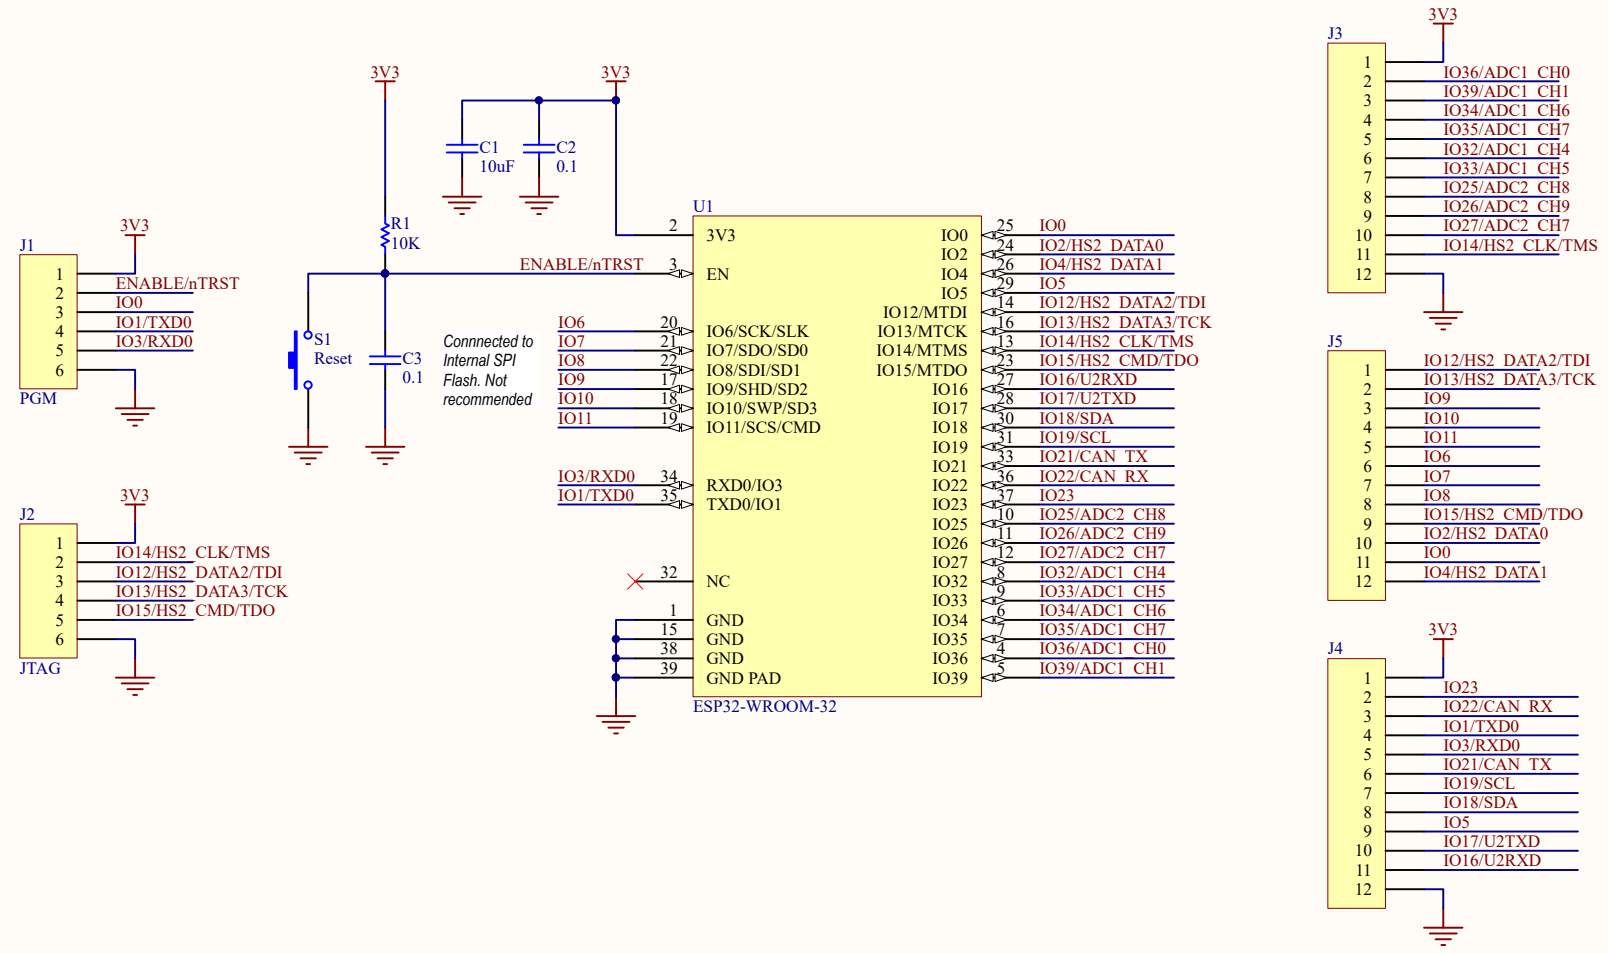 J1
3V3
1
2
3
4
5
6
ENABLE/nTRST
IO0
IO1/TXD0
IO3/RXD0
PGM
J2
3V3
1
2
3
4
5
6
IO14/HS2_CLK/TMS
IO12/HS2_DATA2/TDI
IO13/HS2_DATA3/TCK
IO15/HS2_CMD/TDO
JTAG
3V3
R1
10K
S1
Reset
C3
0.1
3V3
C1
10uF
C2
0.1
ENABLE/nTRST
Connnected to
Internal SPI
Flash. Not
recommended
IO6
IO7
IO8
IO9
IO10
IO11
IO3/RXD0
IO1/TXD0
U1
2 3V3
3 EN
20 IO6/SCK/SLK
21 IO7/SDO/SD0
22 IO8/SDI/SD1
17 IO9/SHD/SD2
18 IO10/SWP/SD3
19 IO11/SCS/CMD
34 RXD0/IO3
35 TXD0/IO1
32 NC
1 GND
15 GND
38 GND
39 GND PAD
IO0 25 IO0
IO2 24 IO2/HS2_DATA0
IO4 26 IO4/HS2_DATA1
IO5 29 IO5
IO12/MTDI 14 IO12/HS2_DATA2/TDI
IO13/MTCK 16 IO13/HS2_DATA3/TCK
IO14/MTMS 13 IO14/HS2_CLK/TMS
IO15/MTDO 23 IO15/HS2_CMD/TDO
IO16 27 IO16/U2RXD
IO17 28 IO17/U2TXD
IO18 30 IO18/SDA
IO19 31 IO19/SCL
IO21 33 IO21/CAN_TX
IO22 36 IO22/CAN_RX
IO23 37 IO23
IO25 10 IO25/ADC2_CH8
IO26 11 IO26/ADC2_CH9
IO27 12 IO27/ADC2_CH7
IO32 8 IO32/ADC1_CH4
IO33 9 IO33/ADC1_CH5
IO34 6 IO34/ADC1_CH6
IO35 7 IO35/ADC1_CH7
IO36 4 IO36/ADC1_CH0
IO39 5 IO39/ADC1_CH1
ESP32-WROOM-32
J3
3V3
1
2 IO36/ADC1_CH0
3 IO39/ADC1_CH1
4 IO34/ADC1_CH6
5 IO35/ADC1_CH7
6 IO32/ADC1_CH4
7 IO33/ADC1_CH5
8 IO25/ADC2_CH8
9 IO26/ADC2_CH9
10 IO27/ADC2_CH7
11 IO14/HS2_CLK/TMS
12
J5
1 IO12/HS2_DATA2/TDI
2 IO13/HS2_DATA3/TCK
3 IO9
4 IO10
5 IO11
6 IO6
7 IO7
8 IO8
9 IO15/HS2_CMD/TDO
10 IO2/HS2_DATA0
11 IO0
12 IO4/HS2_DATA1
J4
3V3
1
2 IO23
3 IO22/CAN_RX
4 IO1/TXD0
5 IO3/RXD0
6 IO21/CAN_TX
7 IO19/SCL
8 IO18/SDA
9 IO5
10 IO17/U2TXD
11 IO16/U2RXD
12